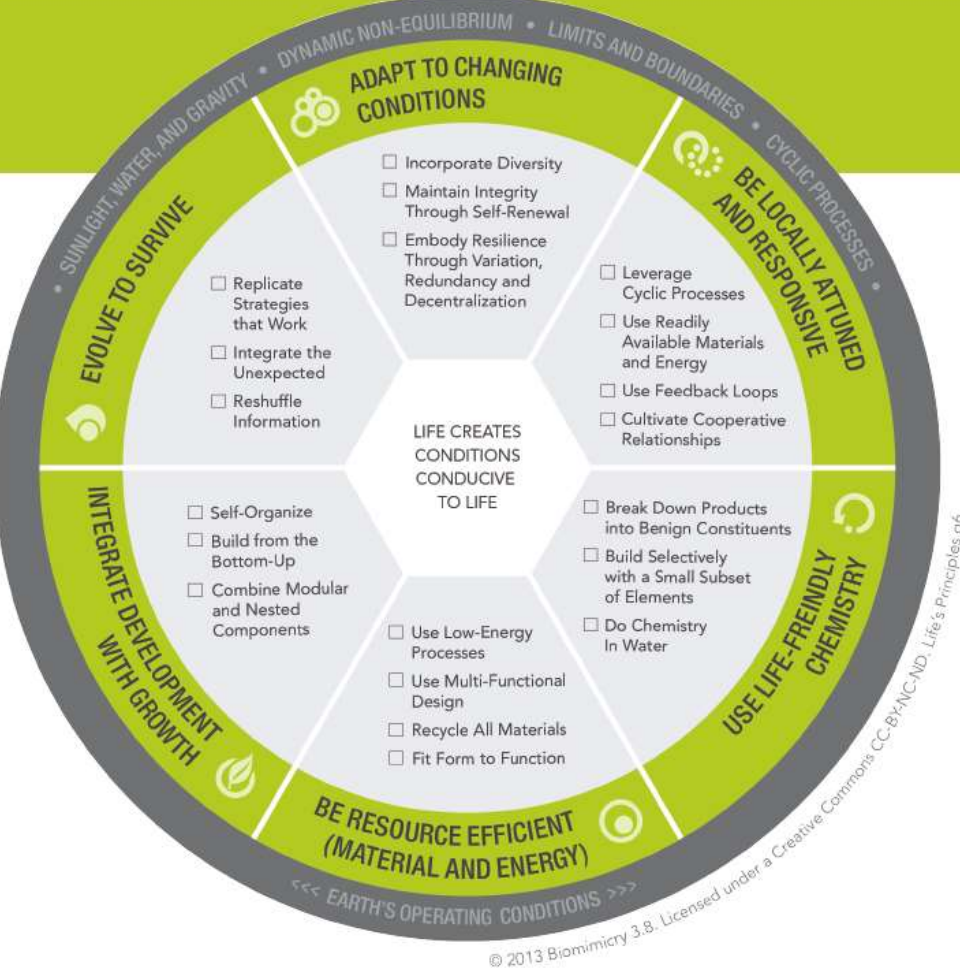 • SUNLIGHT, WATER, AND GRAVITY • DYNAMIC NON-EQUILIBRIUM • LIMITS AND BOUNDARIES • CYCLIC PROCESSES •
ADAPT TO CHANGING
CONDITIONS
☐ Incorporate Diversity
☐ Maintain Integrity
Through Self-Renewal
☐ Embody Resilience
Through Variation,
Redundancy and
Decentralization
BE LOCALLY ATTUNED
AND RESPONSIVE
☐ Leverage
Cyclic Processes
☐ Use Readily
Available Materials
and Energy
☐ Use Feedback Loops
☐ Cultivate Cooperative
Relationships
USE LIFE-FREINDLY
CHEMISTRY
☐ Break Down Products
into Benign Constituents
☐ Build Selectively
with a Small Subset
of Elements
☐ Do Chemistry
In Water
BE RESOURCE EFFICIENT
(MATERIAL AND ENERGY)
☐ Use Low-Energy
Processes
☐ Use Multi-Functional
Design
☐ Recycle All Materials
☐ Fit Form to Function
INTEGRATE DEVELOPMENT
WITH GROWTH
☐ Self-Organize
☐ Build from the
Bottom-Up
☐ Combine Modular
and Nested
Components
EVOLVE TO SURVIVE
☐ Replicate
Strategies
that Work
☐ Integrate the
Unexpected
☐ Reshuffle
Information
LIFE CREATES
CONDITIONS
CONDUCIVE
TO LIFE
<<< EARTH'S OPERATING CONDITIONS >>>
© 2013 Biomimicry 3.8. Licensed under a Creative Commons CC-BY-NC-ND. Life's Principles